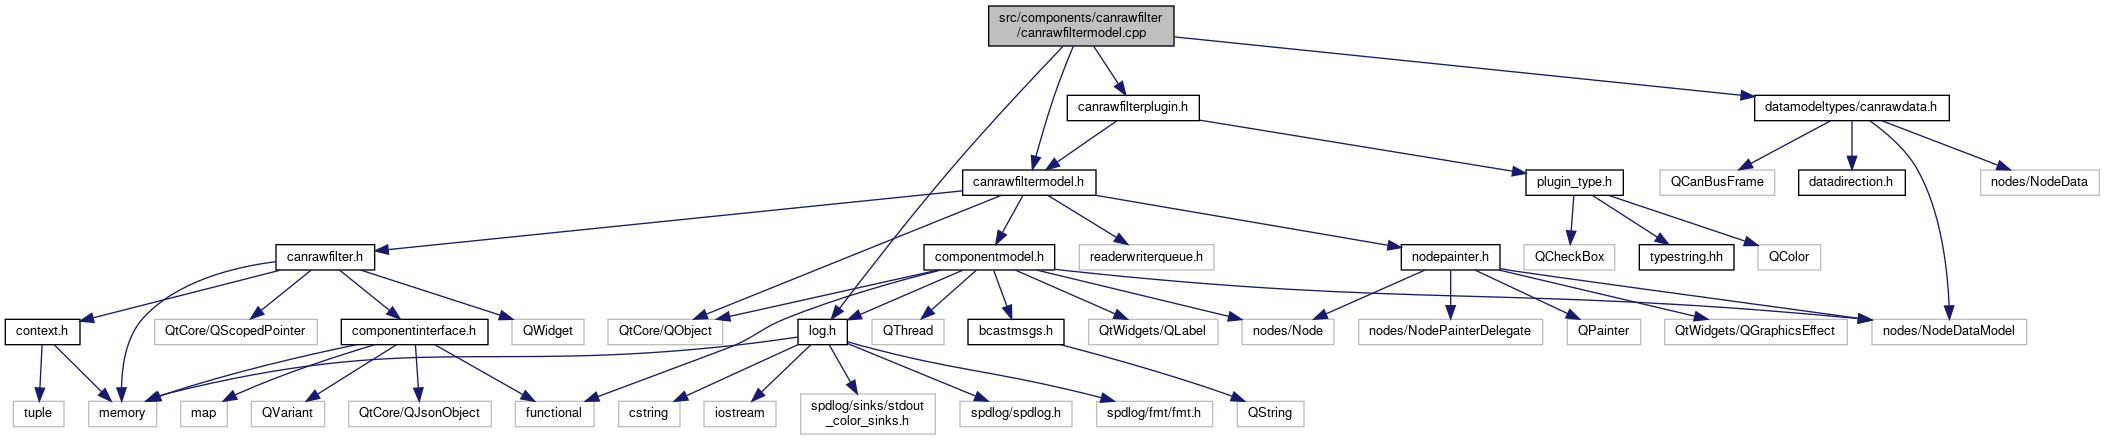 src/components/canrawfilter
/canrawfiltermodel.cpp
canrawfilterplugin.h
datamodeltypes/canrawdata.h
canrawfiltermodel.h
plugin_type.h
QCanBusFrame
datadirection.h
nodes/NodeData
canrawfilter.h
componentmodel.h
readerwriterqueue.h
nodepainter.h
QCheckBox
typestring.hh
QColor
context.h
QtCore/QScopedPointer
componentinterface.h
QWidget
QtCore/QObject
log.h
QThread
bcastmsgs.h
QtWidgets/QLabel
nodes/Node
nodes/NodePainterDelegate
QPainter
QtWidgets/QGraphicsEffect
nodes/NodeDataModel
tuple
memory
map
QVariant
QtCore/QJsonObject
functional
cstring
iostream
spdlog/sinks/stdout
_color_sinks.h
spdlog/spdlog.h
spdlog/fmt/fmt.h
QString